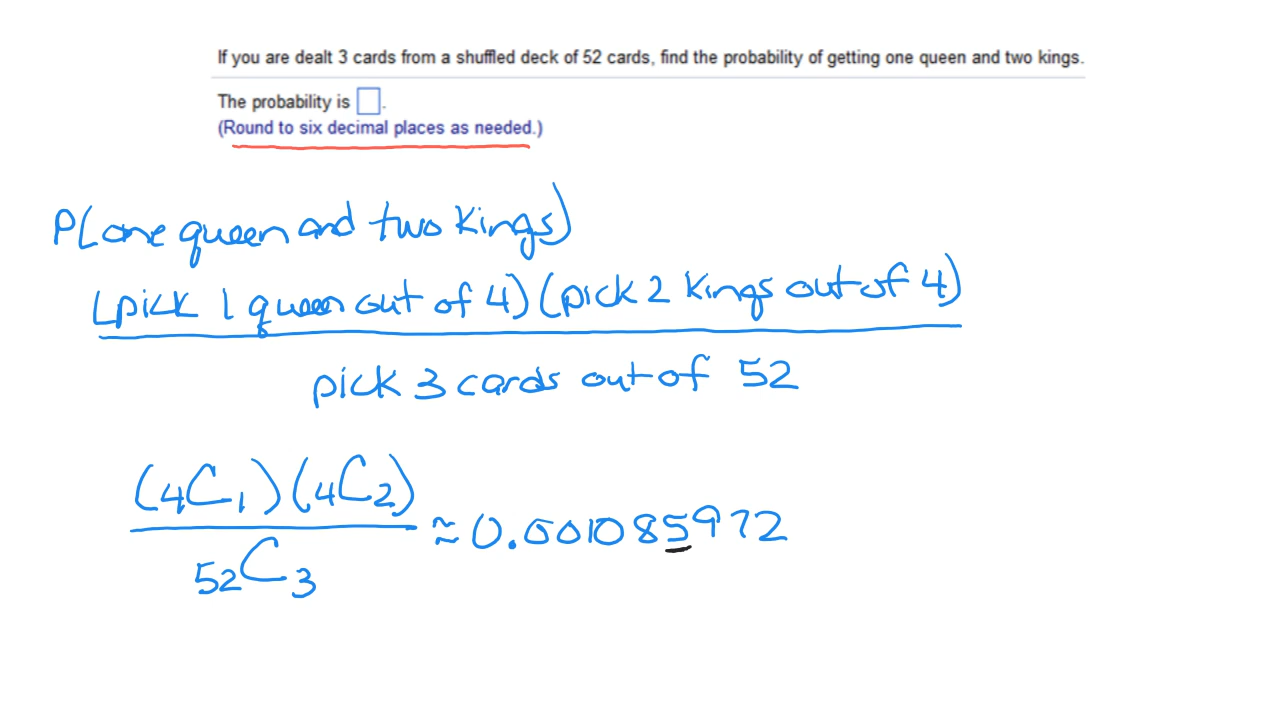 If you are dealt 3 cards from a shuffled deck of 52 cards, find the probability of getting one queen and two kings.
The probability is .
(Round to six decimal places as needed.)
P(one queen and two kings)
(pick 1 queen out of 4)(pick 2 kings out of 4)
pick 3 cards out of 52
(4C1)(4C2)
≈0.001085972
52C3